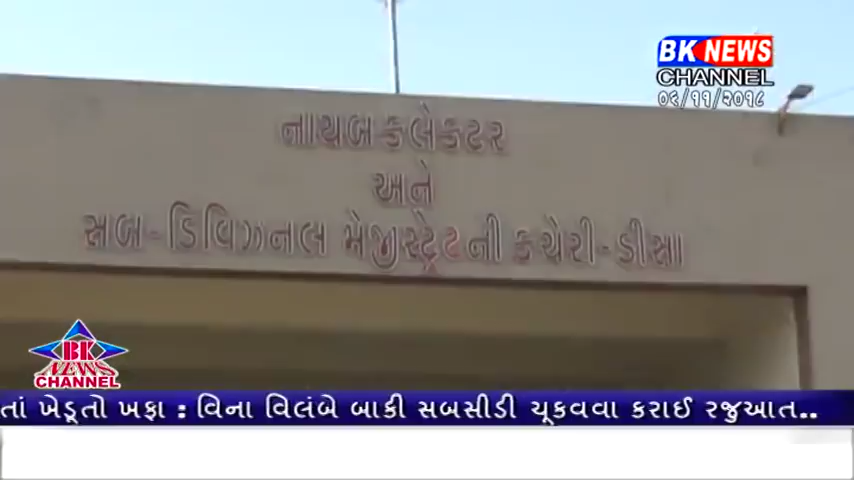 BK NEWS
CHANNEL
૦૬/૧૧/૨૦૧૮
નાયબ કલેકટર
અને
સબ-ડિવિઝનલ મેજીસ્ટ્રેટની કચેરી-ડીસા
BK
NEWS
CHANNEL
તાં ખેડૂતો ખફા : વિના વિલંબે બાકી સબસીડી ચૂકવવા કરાઈ રજુઆત..